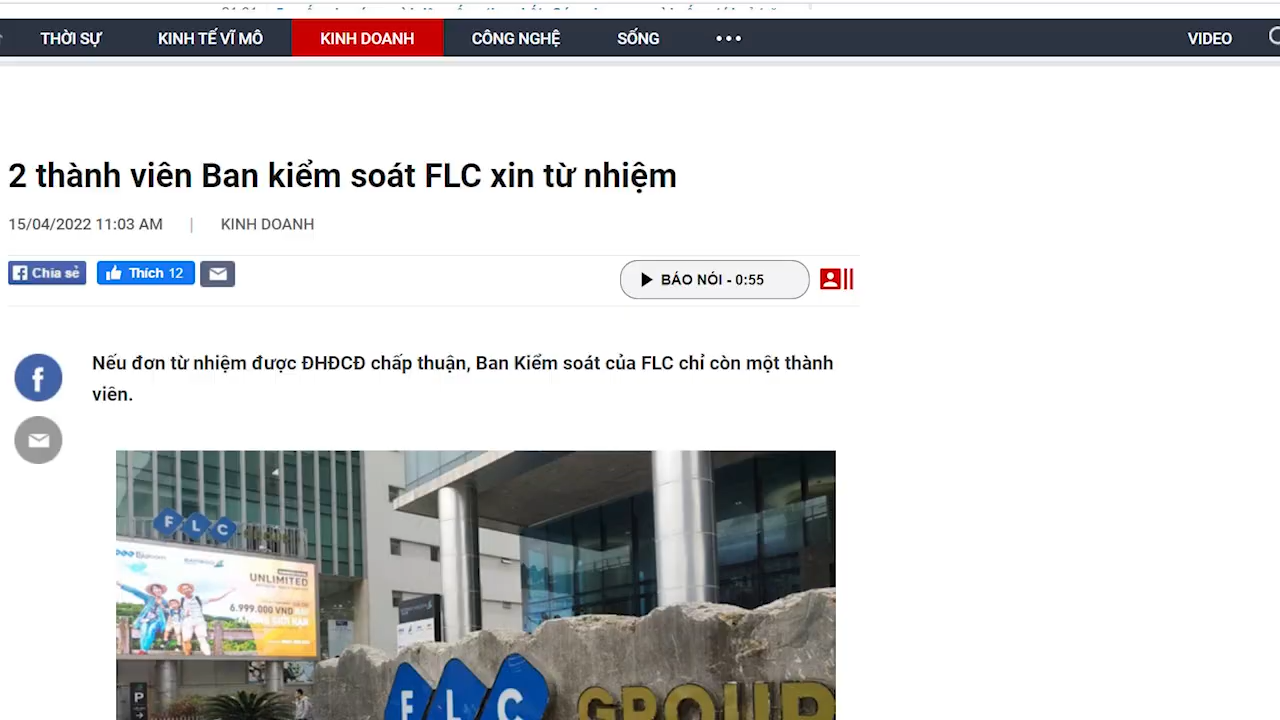 THỜI SỰ KINH TẾ VĨ MÔ KINH DOANH CÔNG NGHỆ SỐNG ••• VIDEO
2 thành viên Ban kiểm soát FLC xin từ nhiệm
15/04/2022 11:03 AM | KINH DOANH
Chia sẻ Thích 12 BÁO NÓI - 0:55
Nếu đơn từ nhiệm được ĐHĐCĐ chấp thuận, Ban Kiểm soát của FLC chỉ còn một thành
viên.
FLC
UNLIMITED
6.999.000 VND
P
FLC GROUP